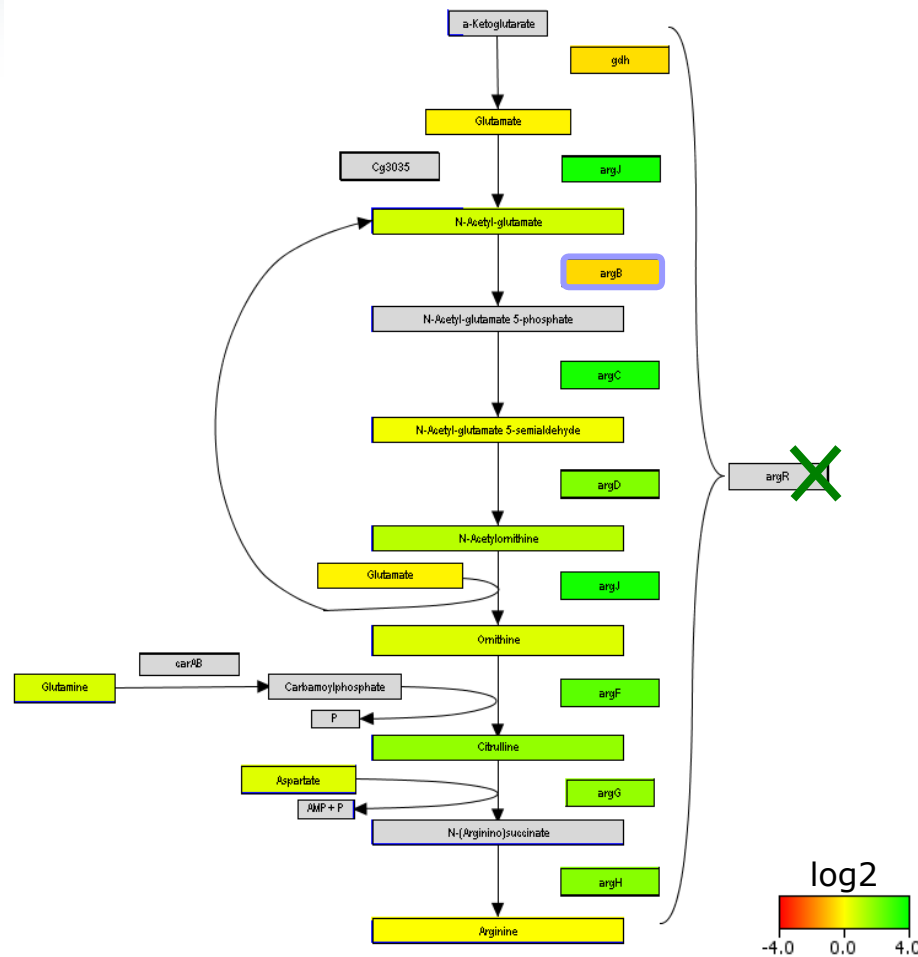 a-Ketoglutarate
gdh
Glutamate
Cg3035
argJ
N-Acetyl-glutamate
argB
N-Acetyl-glutamate 5-phosphate
argC
N-Acetyl-glutamate 5-semialdehyde
argR
argD
N-Acetylornithine
Glutamate
argJ
Ornithine
carAB
Glutamine
Carbamoylphosphate
argF
P
Citrulline
Aspartate
argG
AMP + P
N-(Arginino)succinate
log2
argH
Arginine
-4.0 0.0 4.0